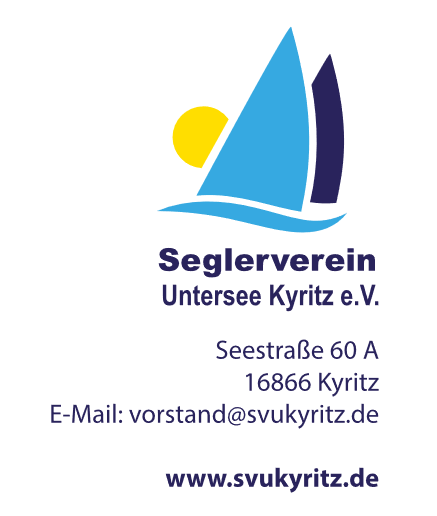 Seglerverein
Untersee Kyritz e.V.
Seestraße 60 A
16866 Kyritz
E-Mail: vorstand@svukyritz.de
www.svukyritz.de